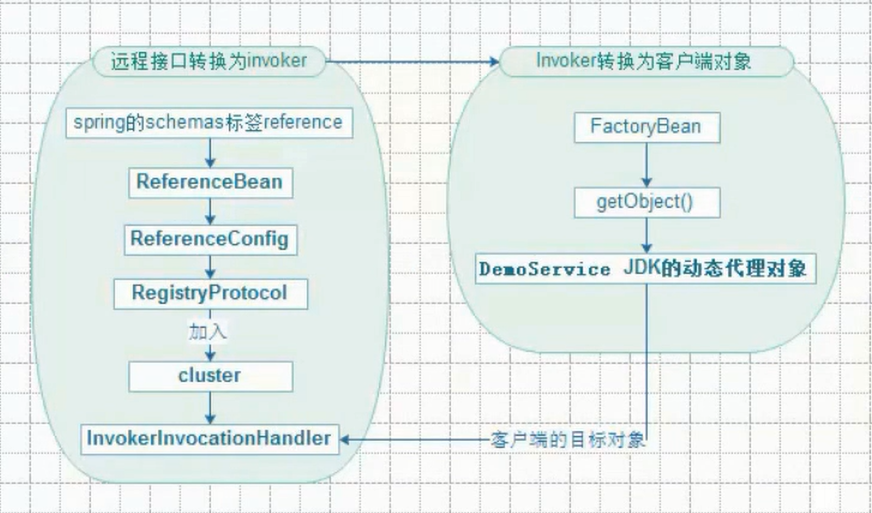 远程接口转换为invoker
spring的schemas标签reference
ReferenceBean
ReferenceConfig
RegistryProtocol
加入
cluster
InvokerInvocationHandler
Invoker转换为客户端对象
FactoryBean
getObject()
DemoService JDK的动态代理对象
客户端的目标对象